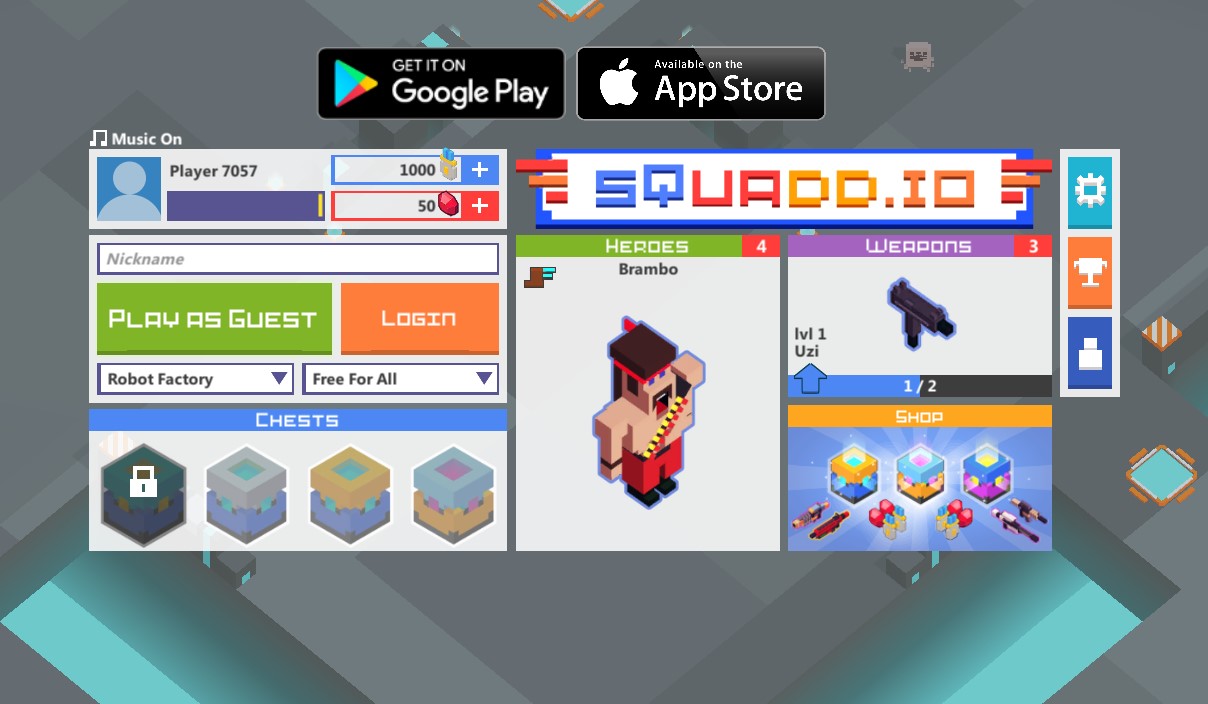 GET IT ON
Google Play
Available on the
App Store
Music On
Player 7057
1000
50
SQUADD.IO
Nickname
PLAY AS GUEST
LOGIN
Robot Factory
Free For All
CHESTS
HEROES
4
Brambo
WEAPONS
3
lvl 1
Uzi
1 / 2
SHOP